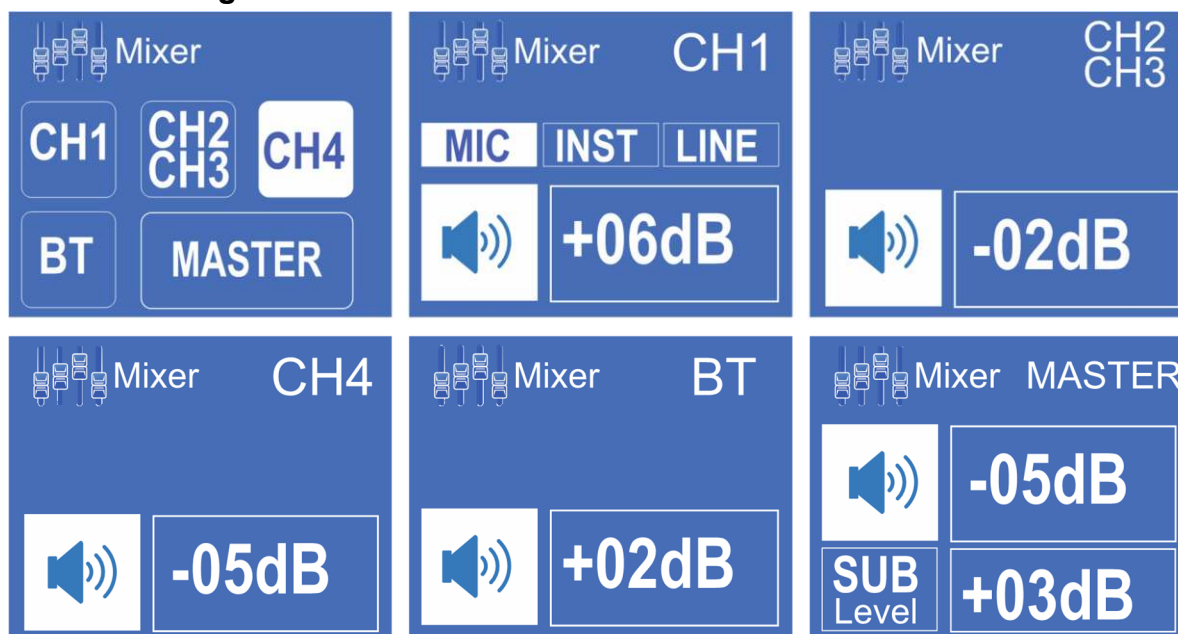 Mixer
CH1
CH2
CH3
CH4
BT
MASTER
Mixer CH1
MIC INST LINE
+06dB
Mixer CH2
CH3
-02dB
Mixer CH4
-05dB
Mixer BT
+02dB
Mixer MASTER
-05dB
SUB
Level
+03dB